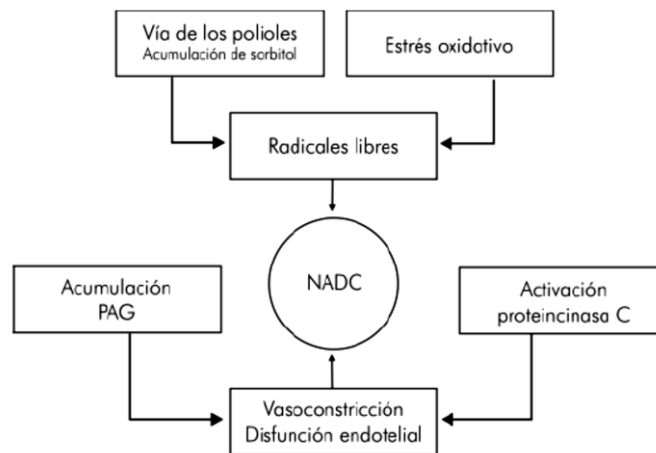 Vía de los polioles
Acumulación de sorbitol
Estrés oxidativo
Radicales libres
NADC
Acumulación
PAG
Activación
proteincinasa C
Vasoconstricción
Disfunción endotelial